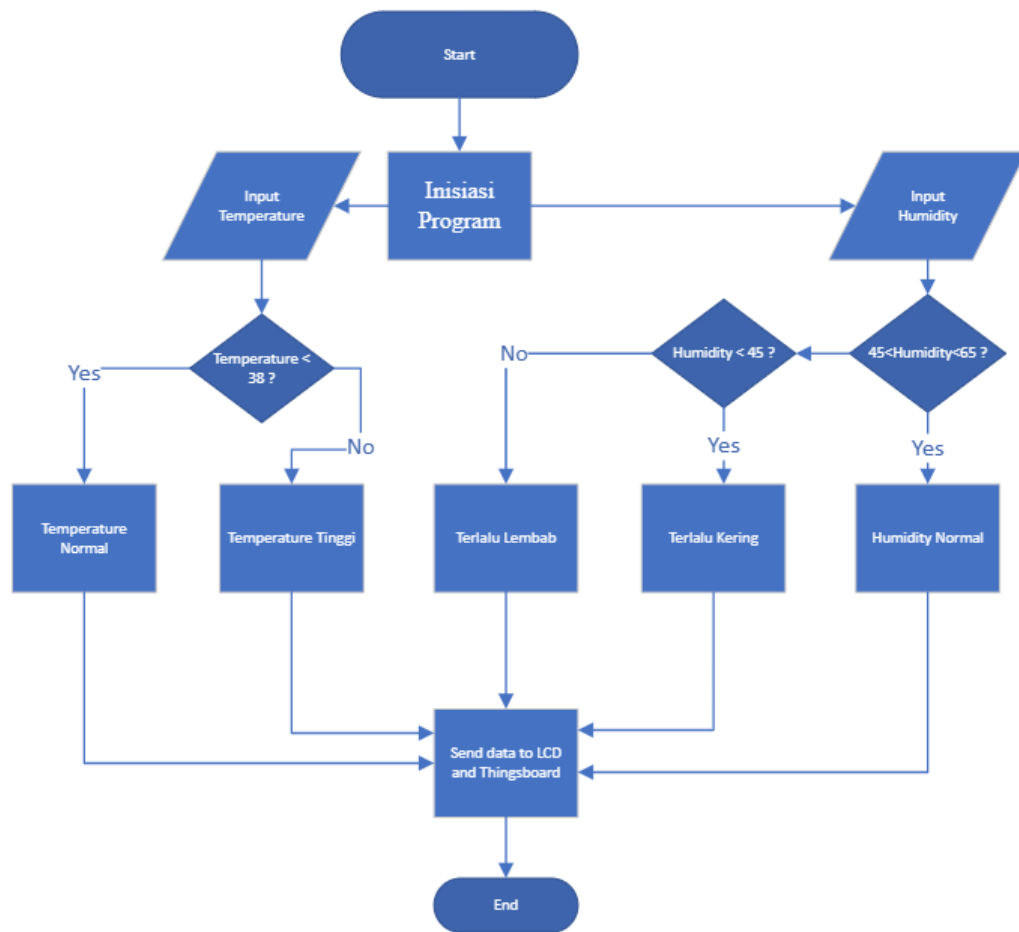 Start
Input
Temperature
Inisiasi
Program
Input
Humidity
Temperature <
38 ?
Humidity < 45 ?
45<Humidity<65 ?
Yes
No
No
Yes
Yes
Temperature
Normal
Temperature Tinggi
Terlalu Lembab
Terlalu Kering
Humidity Normal
Send data to LCD
and Thingsboard
End